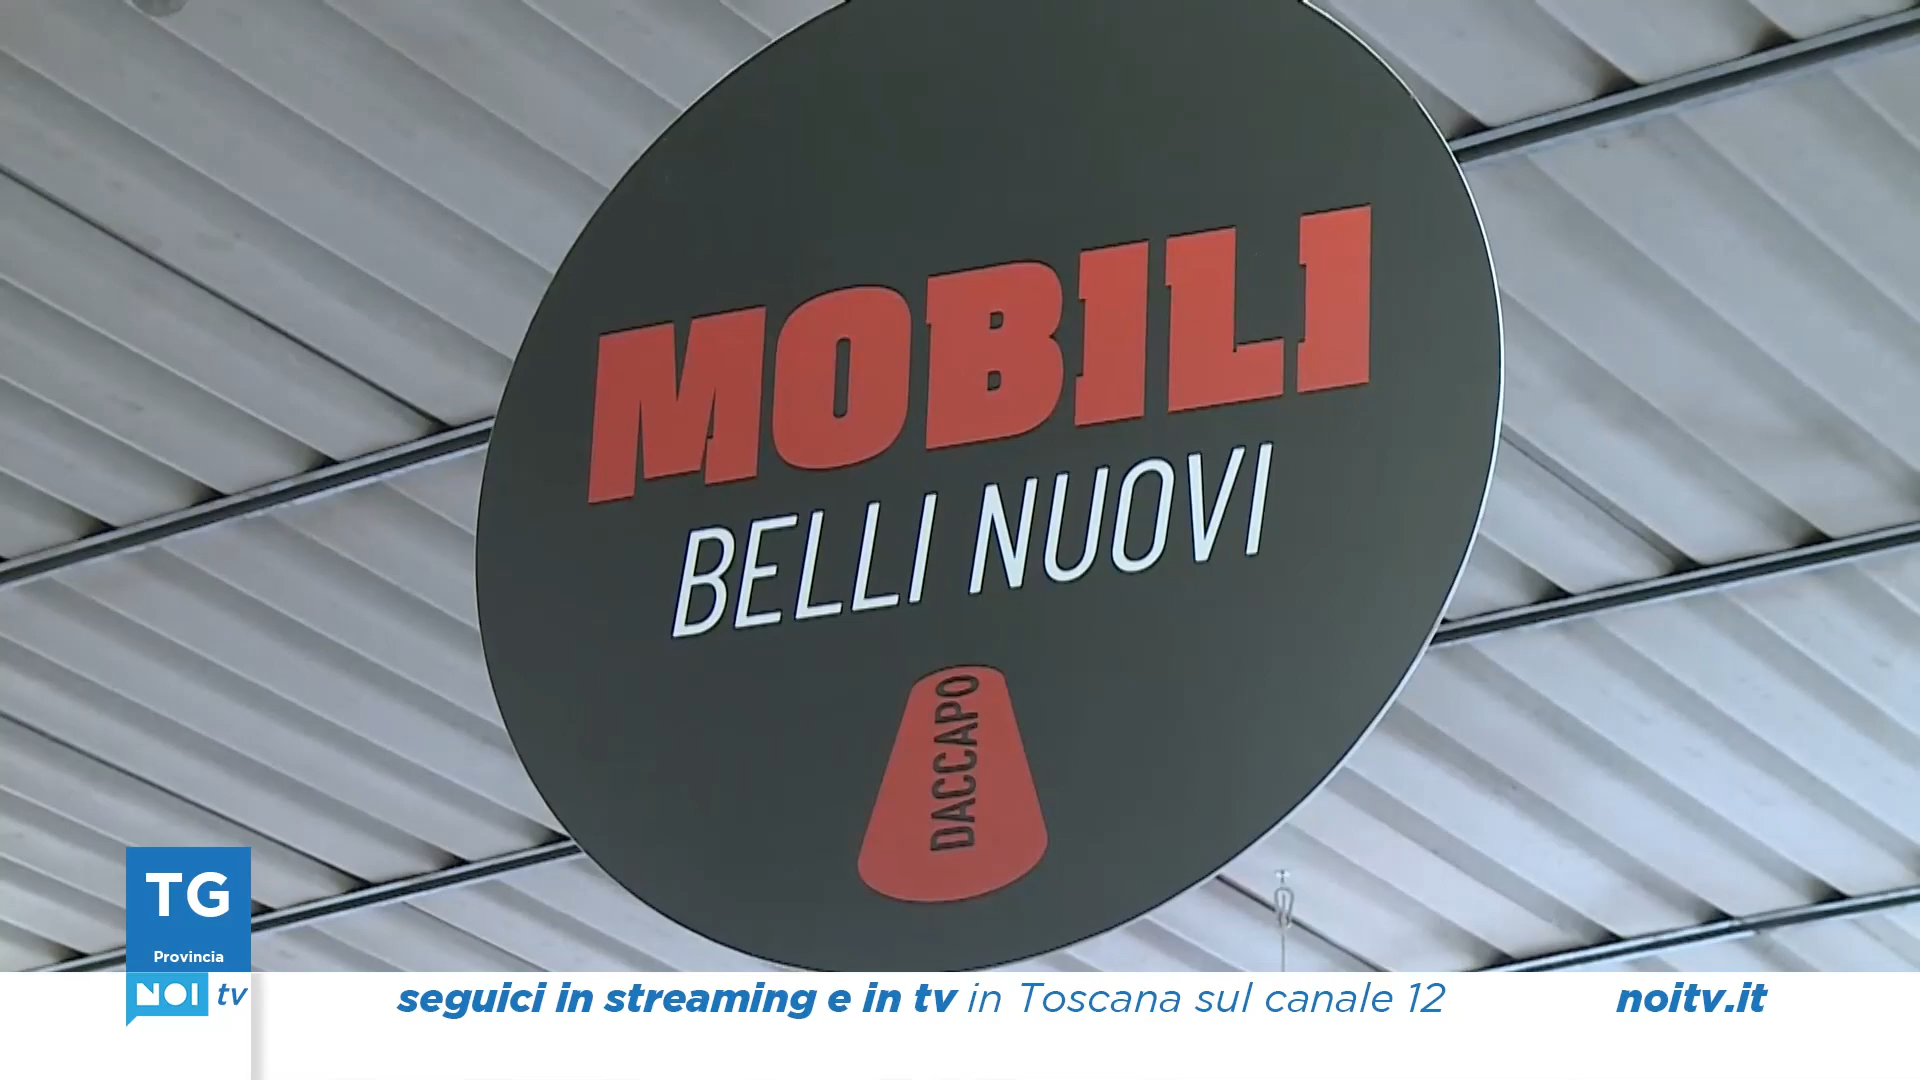 MOBILI
BELLI NUOVI
DACCAPO
TG
Provincia
NOI tv
seguici in streaming e in tv in Toscana sul canale 12
noitv.it